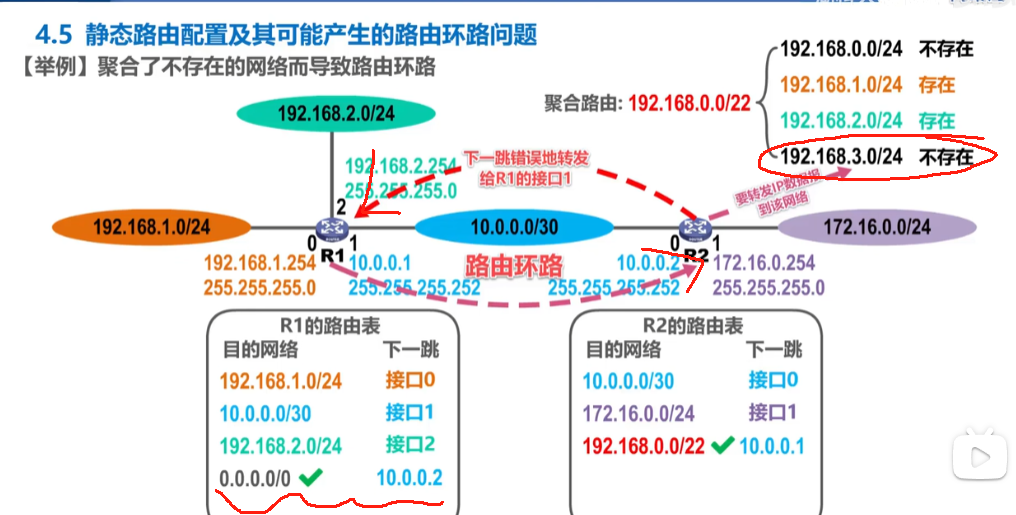 4.5 静态路由配置及其可能产生的路由环路问题
【举例】聚合了不存在的网络而导致路由环路
聚合路由: 192.168.0.0/22
192.168.0.0/24 不存在
192.168.1.0/24 存在
192.168.2.0/24 存在
192.168.3.0/24 不存在
192.168.2.0/24
192.168.2.254
255.255.255.0
下一跳错误地转发
给R1的接口1
要转发IP数据报
到该网络
2
192.168.1.0/24
10.0.0.0/30
172.16.0.0/24
0 R1 1
0 R2 1
192.168.1.254
255.255.255.0
10.0.0.1
255.255.255.252
路由环路
10.0.0.2
255.255.255.252
172.16.0.254
255.255.255.0
R1的路由表
目的网络 下一跳
192.168.1.0/24 接口0
10.0.0.0/30 接口1
192.168.2.0/24 接口2
0.0.0.0/0 10.0.0.2
R2的路由表
目的网络 下一跳
10.0.0.0/30 接口0
172.16.0.0/24 接口1
192.168.0.0/22 10.0.0.1